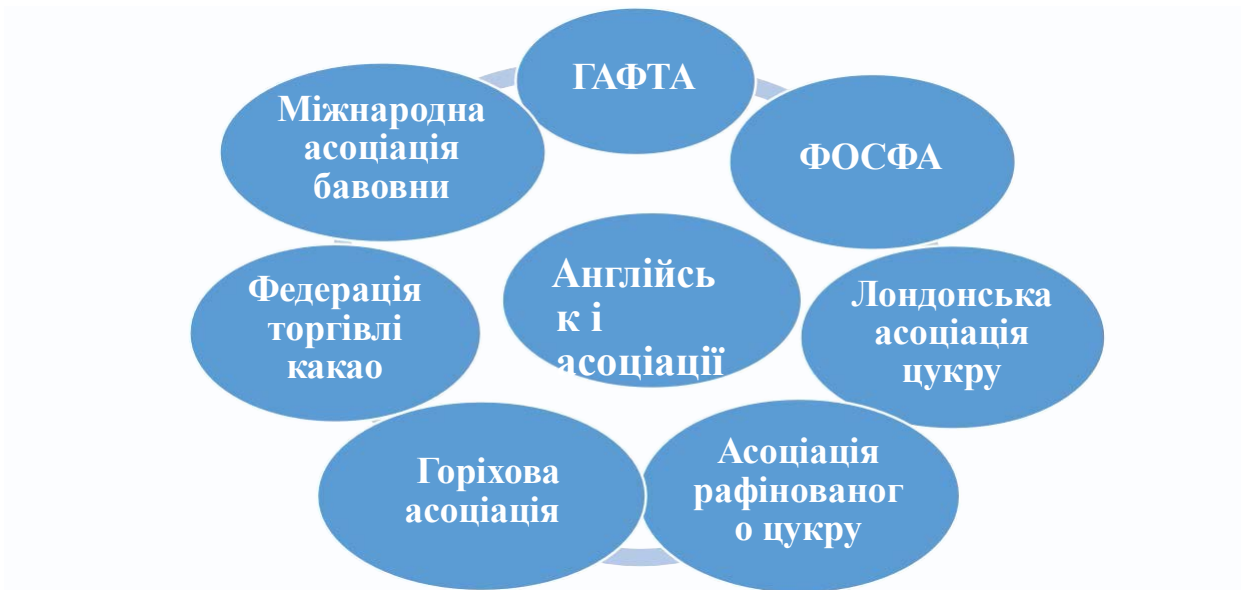 ГАФТА
Міжнародна
асоціація
бавовни
ФОСФА
Федерація
торгівлі
какао
Англійсь
к і
асоціації
Лондонська
асоціація
цукру
Горіхова
асоціація
Асоціація
рафінованог
о цукру